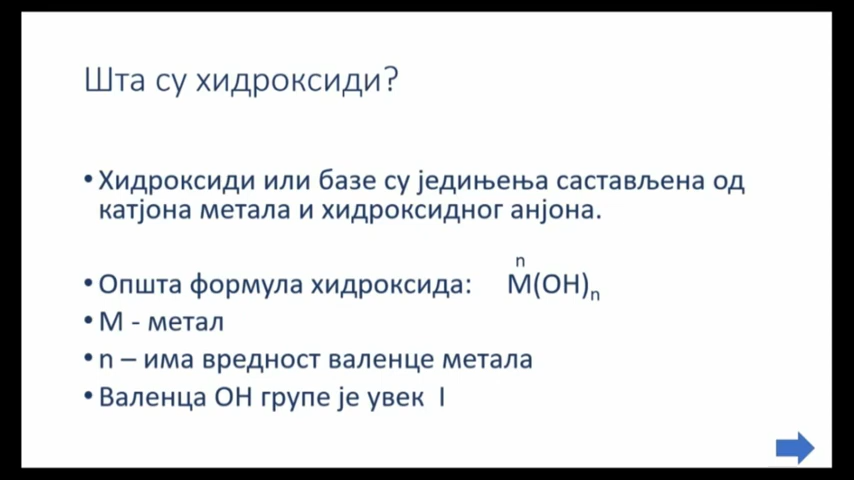 Шта су хидроксиди?
• Хидроксиди или базе су једињења састављена од
катјона метала и хидроксидног анјона.
n
• Општа формула хидроксида: M(OH)n
• М - метал
• n – има вредност валенце метала
• Валенца ОН групе је увек I